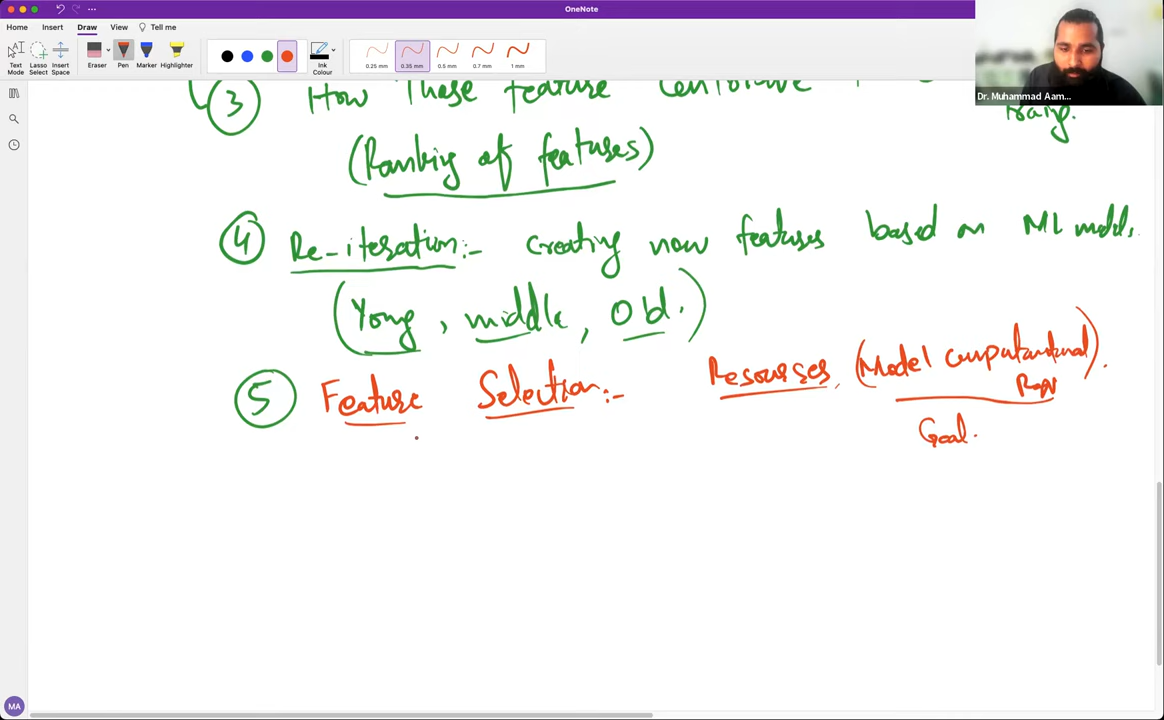 OneNote
Home Insert Draw View Tell me
Text Mode Lasso Select Insert Space Eraser Pen Marker Highlighter Ink Colour 0.25 mm 0.35 mm 0.5 mm 0.7 mm 1 mm
Dr. Muhammad Aam...
3 How These feature
(Ranking of features)
4 Re-iteration:- Creating new features based on ML model.
(Yong, middle, Old.)
5 Feature Selection:- Resourses, (Model computational).
Goal.
MA